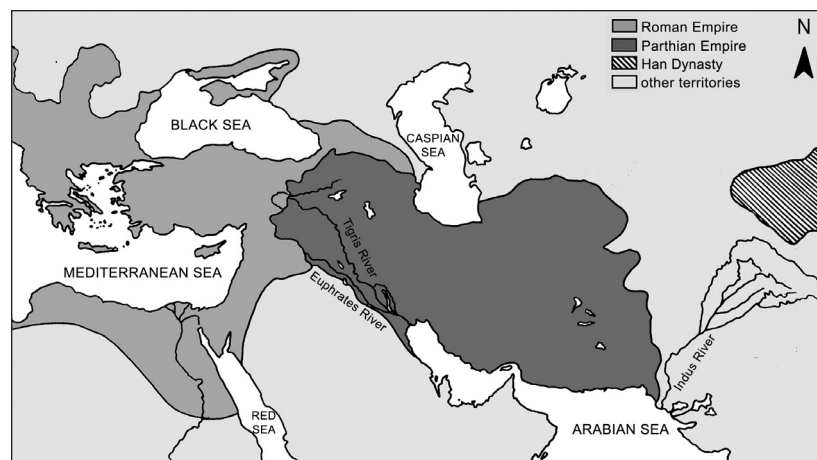 Roman Empire
Parthian Empire
Han Dynasty
other territories
N
BLACK SEA
CASPIAN
SEA
Tigris River
MEDITERRANEAN SEA
Euphrates River
Indus River
RED
SEA
ARABIAN SEA